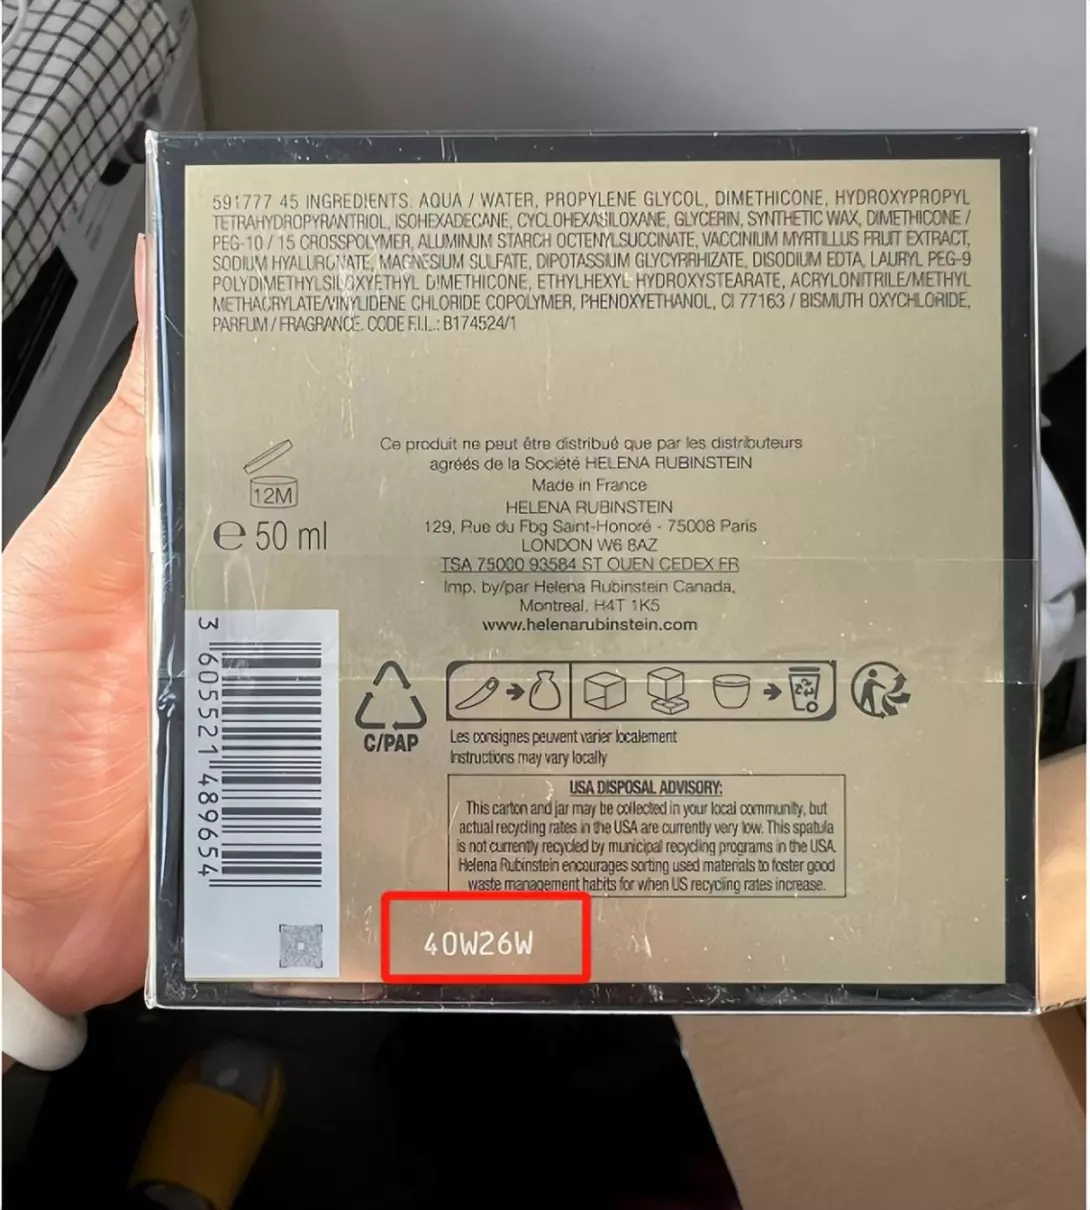 591777 45 INGREDIENTS. AQUA / WATER, PROPYLENE GLYCOL, DIMETHICONE, HYDROXYPROPYL
TETRAHYDROPYRANTRIOL, ISOHEXADECANE, CYCLOHEXASILOXANE, GLYCERIN, SYNTHETIC WAX, DIMETHICONE /
PEG-10 / 15 CROSSPOLYMER, ALUMINUM STARCH OCTENYLSUCCINATE, VACCINIUM MYRTILLUS FRUIT EXTRACT,
SODIUM HYALURONATE, MAGNESIUM SULFATE, DIPOTASSIUM GLYCYRRHIZATE, DISODIUM EDTA, LAURYL PEG-9
POLYDIMETHYLSILOXYETHYL DIMETHICONE, ETHYLHEXYL HYDROXYSTEARATE, ACRYLONITRILE/METHYL
METHACRYLATE/VINYLIDENE CHLORIDE COPOLYMER, PHENOXYETHANOL, CI 77163 / BISMUTH OXYCHLORIDE,
PARFUM / FRAGRANCE. CODE F.I.L.: B174524/1
Ce produit ne peut être distribué que par les distributeurs
agréés de la Société HELENA RUBINSTEIN
Made in France
HELENA RUBINSTEIN
129, Rue du Fbg Saint-Honoré - 75008 Paris
LONDON W6 8AZ
TSA 75000 93584 ST OUEN CEDEX FR
Imp. by/par Helena Rubinstein Canada,
Montreal, H4T 1K5
www.helenarubinstein.com
12M
e 50 ml
3 605521 489654
C/PAP
Les consignes peuvent varier localement
Instructions may vary locally
USA DISPOSAL ADVISORY:
This carton and jar may be collected in your local community, but
actual recycling rates in the USA are currently very low. This spatula
is not currently recycled by municipal recycling programs in the USA.
Helena Rubinstein encourages sorting used materials to foster good
waste management habits for when US recycling rates increase.
40W26W